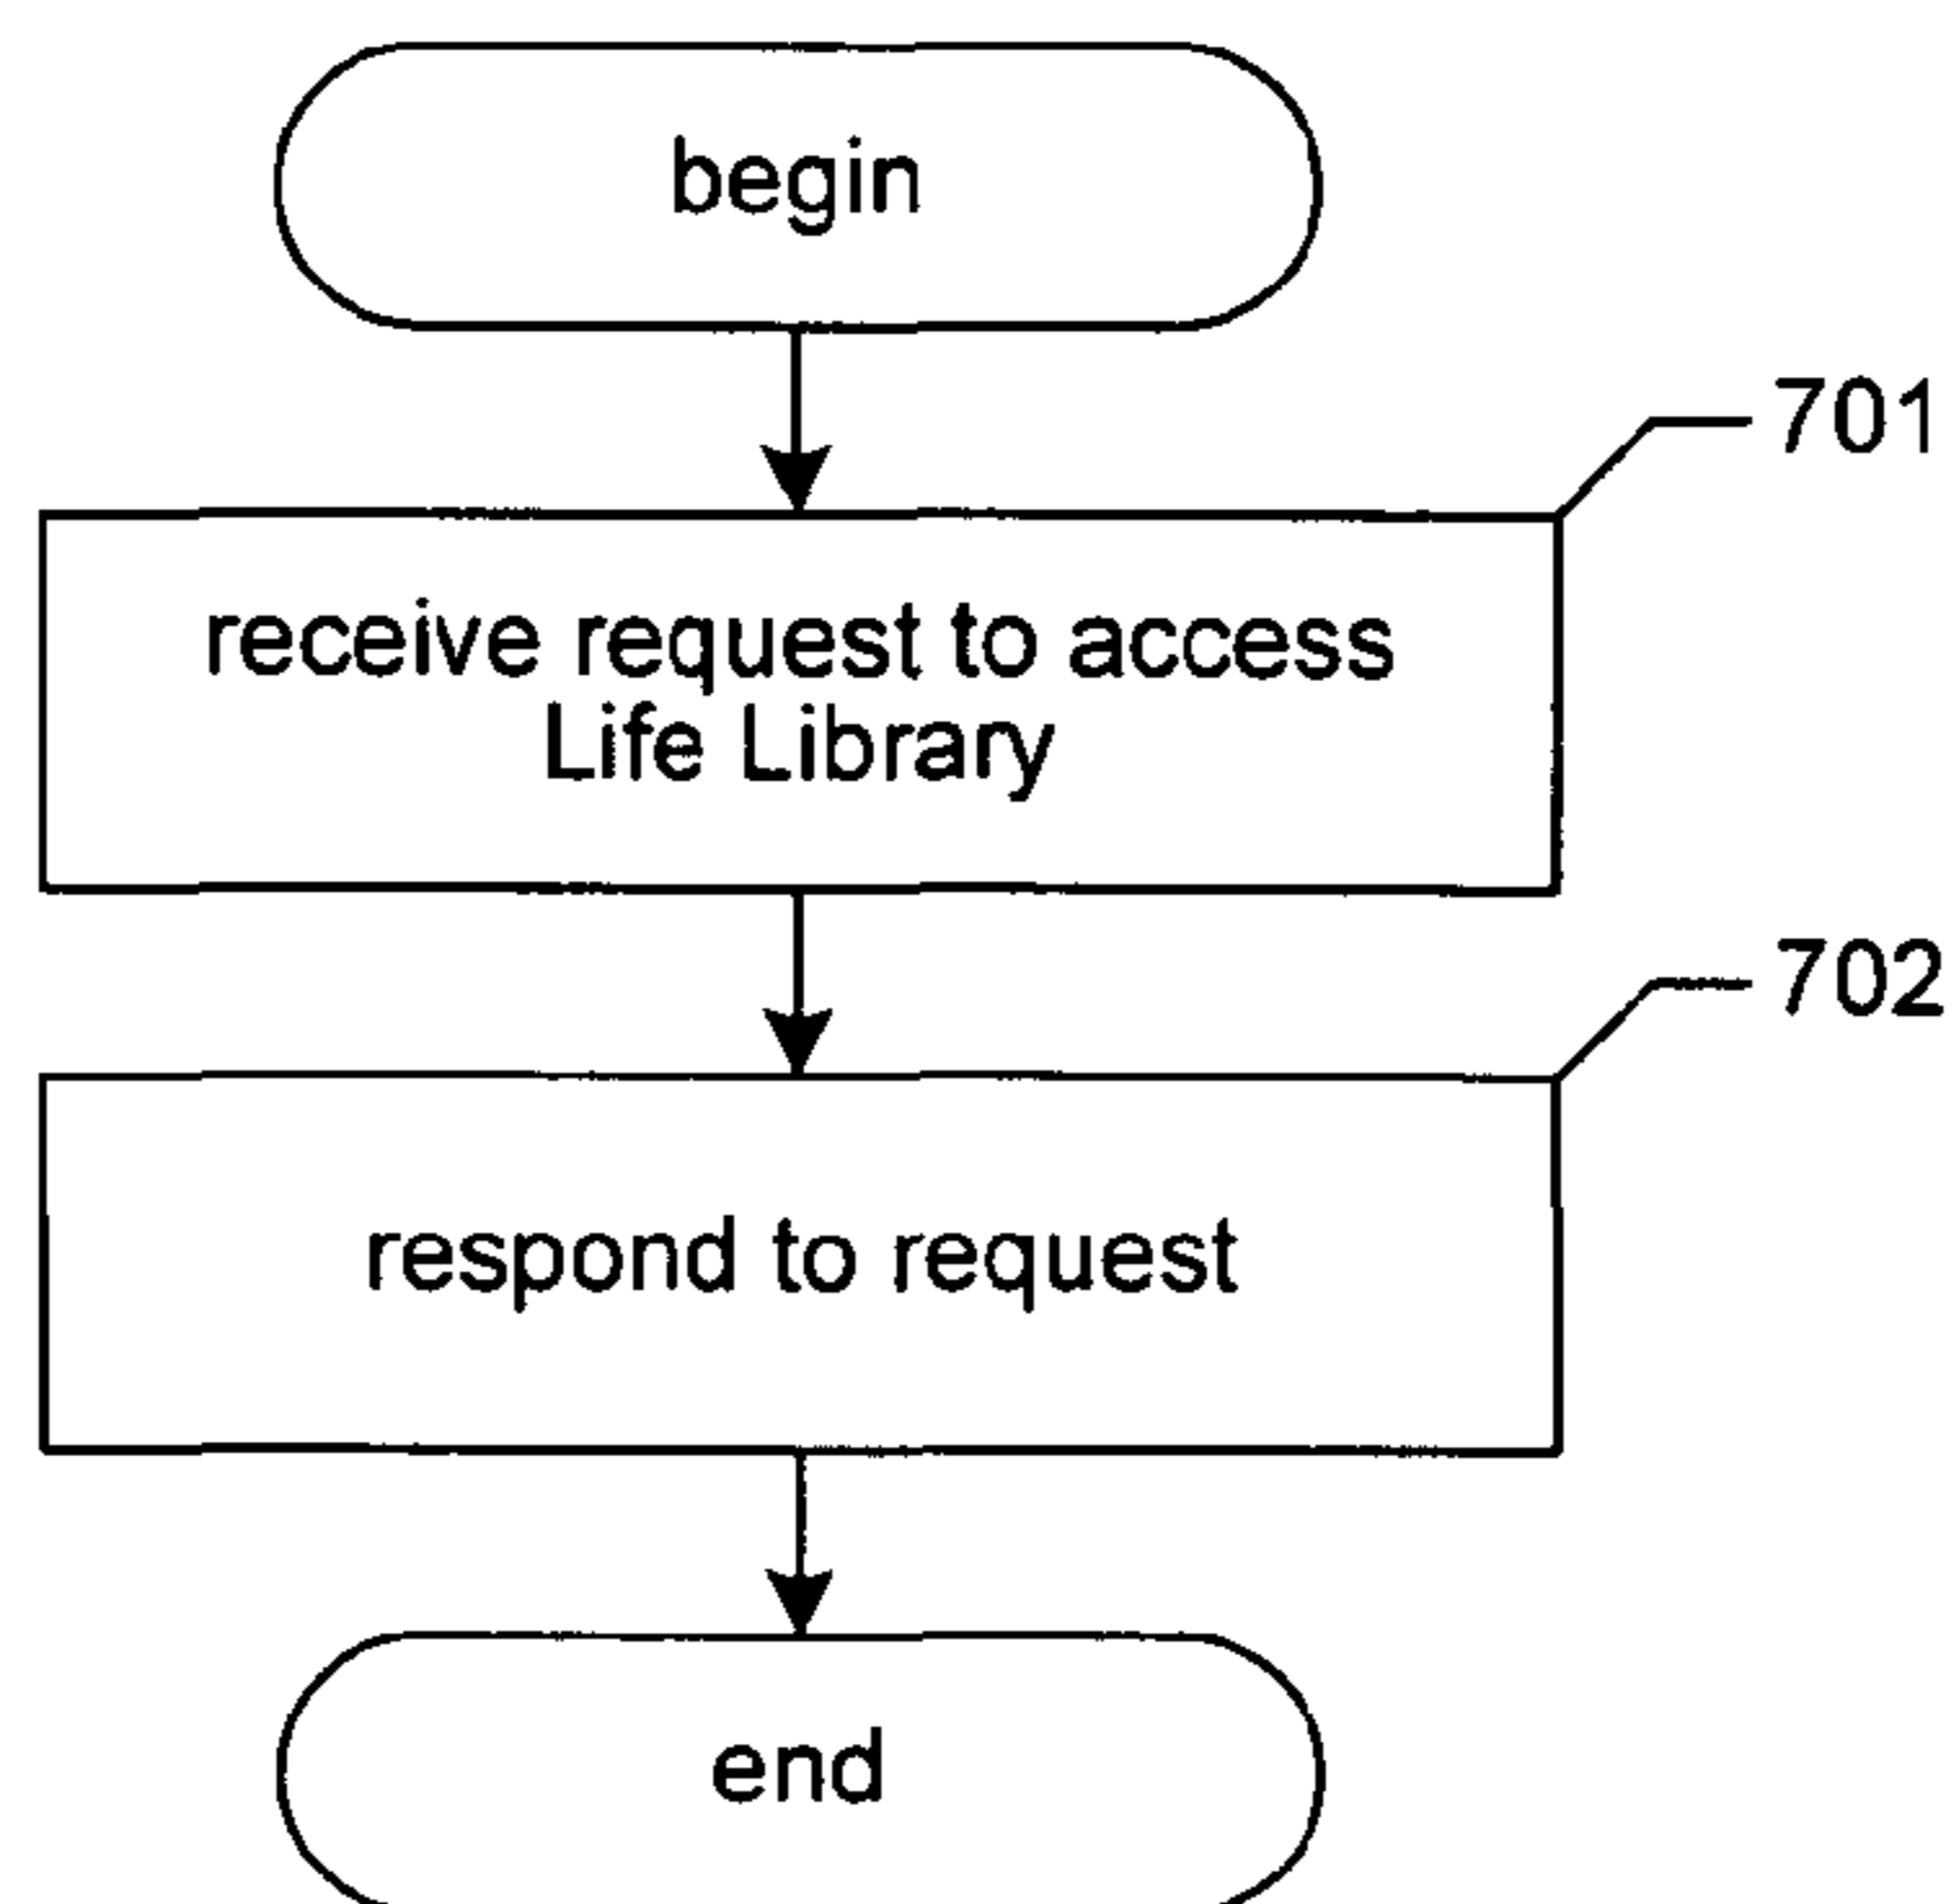 begin
701
receive request to access
Life Library
702
respond to request
end